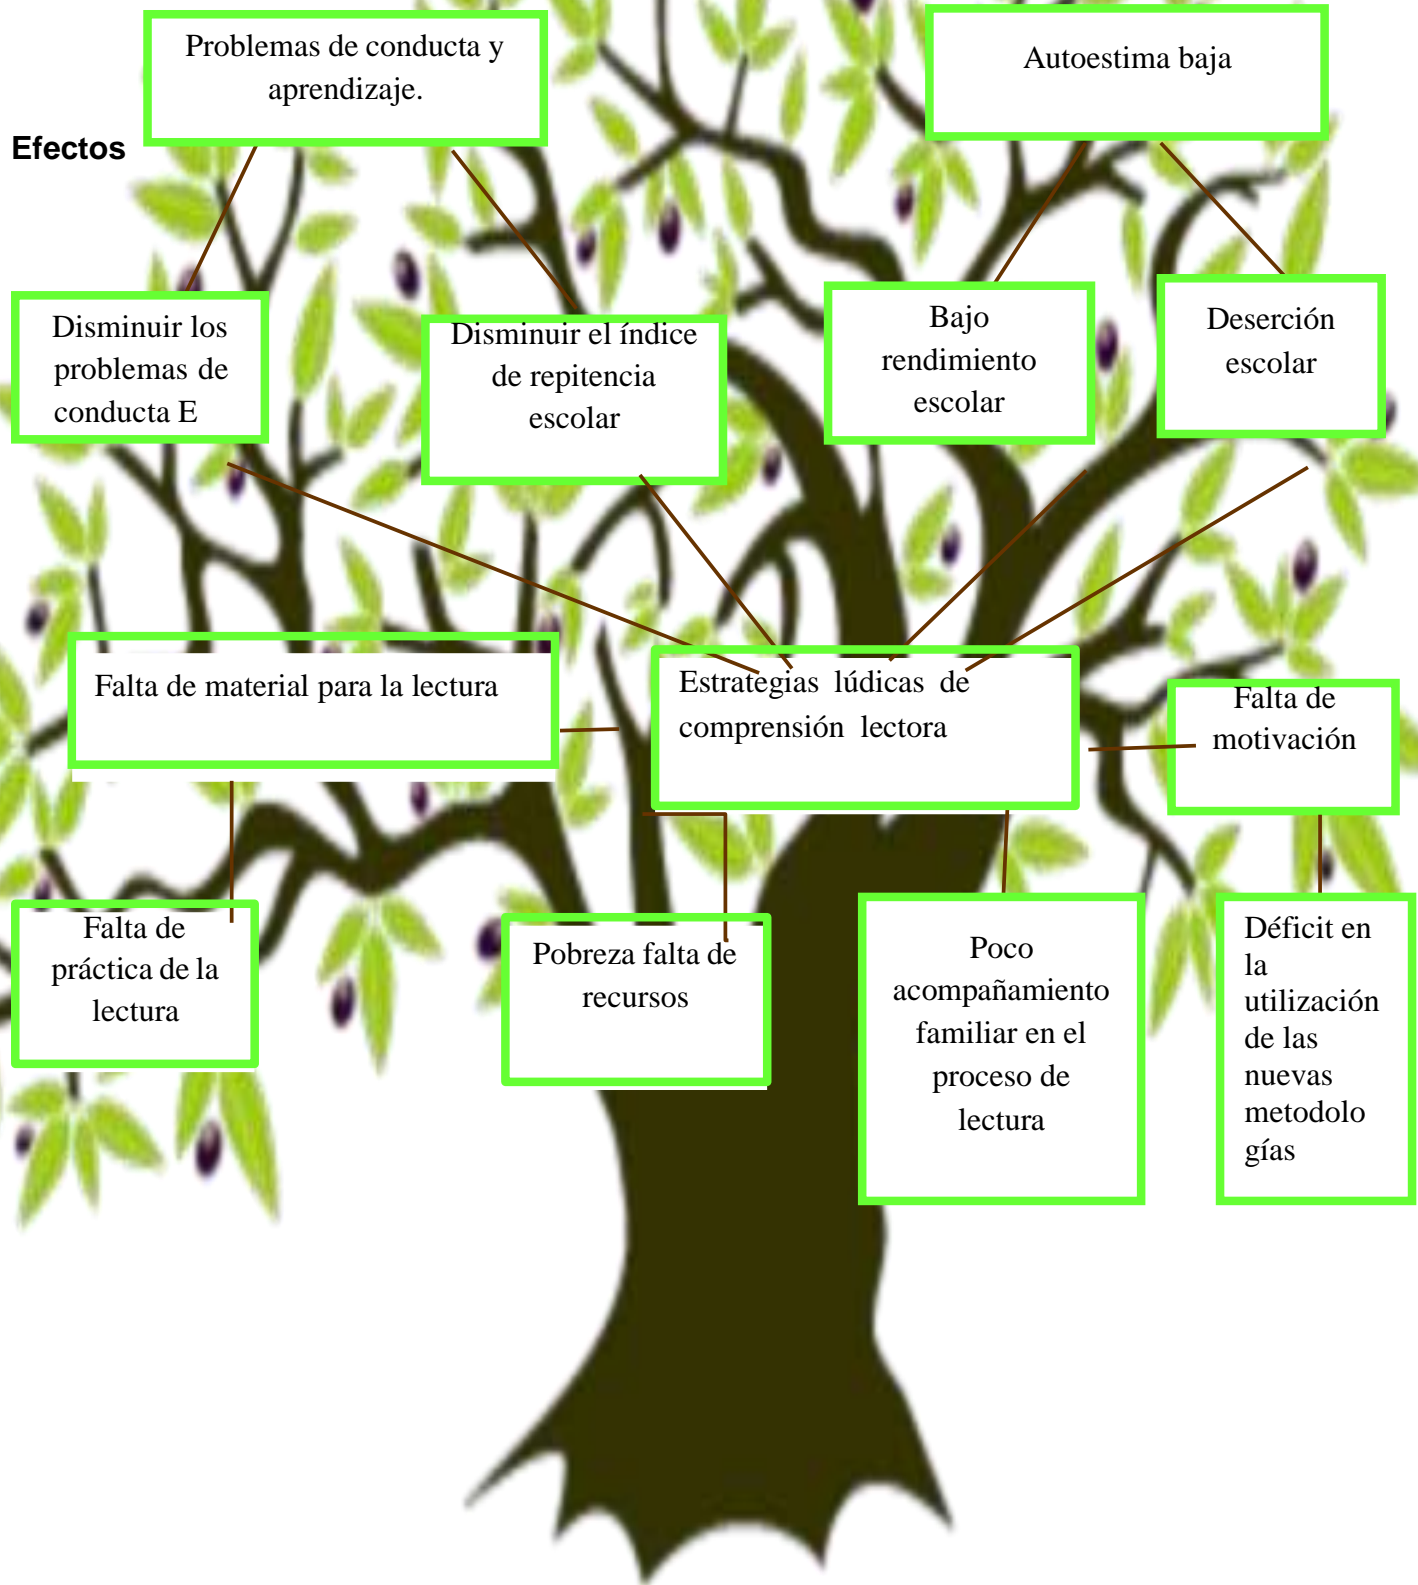 Problemas de conducta y
aprendizaje.
Autoestima baja
Efectos
Disminuir los
problemas de
conducta E
Disminuir el índice
de repitencia
escolar
Bajo
rendimiento
escolar
Deserción
escolar
Falta de material para la lectura
Estrategias lúdicas de
comprensión lectora
Falta de
motivación
Falta de
práctica de la
lectura
Pobreza falta de
recursos
Poco
acompañamiento
familiar en el
proceso de
lectura
Déficit en
la
utilización
de las
nuevas
metodolo
gías